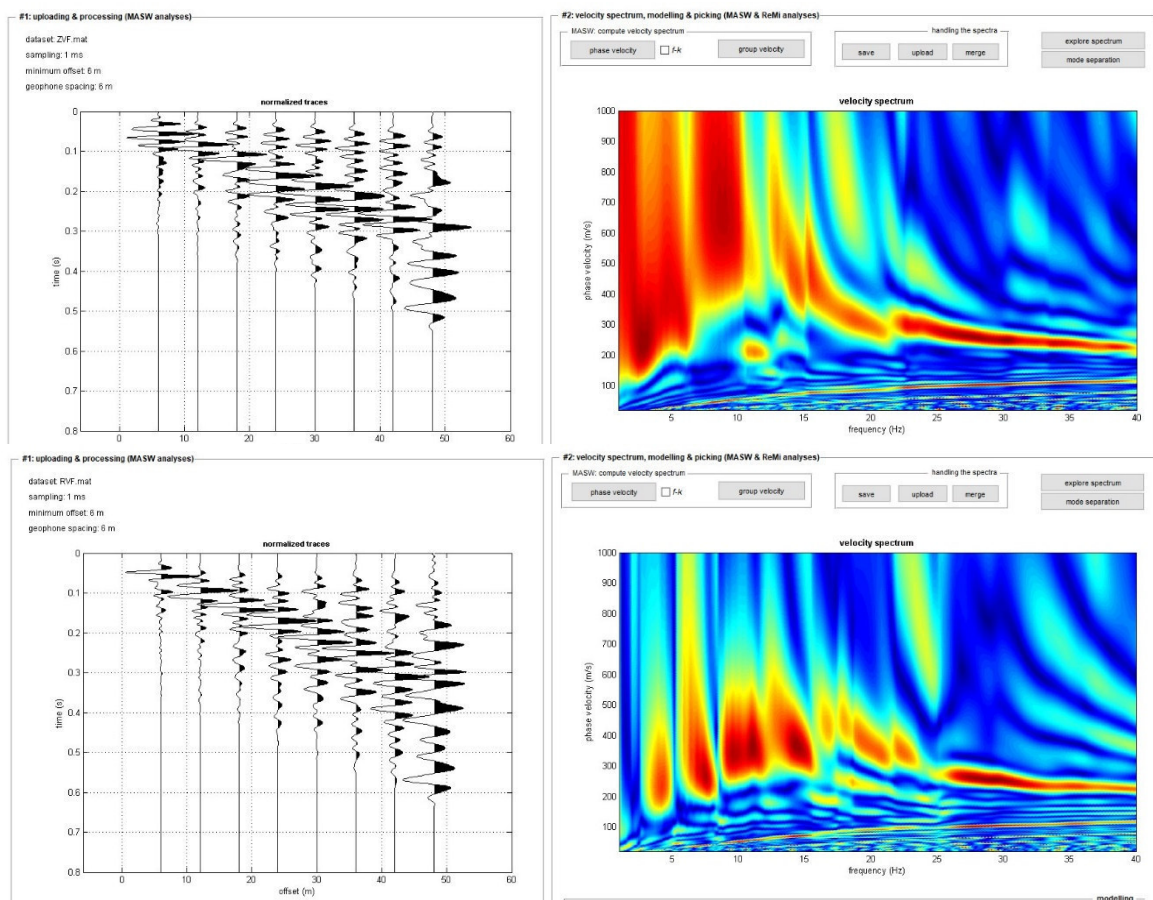 #1: uploading & processing (MASW analyses)
dataset: ZVF.mat
sampling: 1 ms
minimum offset: 6 m
geophone spacing: 6 m
normalized traces
time (s)
0
0.1
0.2
0.3
0.4
0.5
0.6
0.7
0.8
0 10 20 30 40 50 60
#2: velocity spectrum, modelling & picking (MASW & ReMi analyses)
MASW: compute velocity spectrum
phase velocity f-k group velocity
handling the spectra
save upload merge
explore spectrum
mode separation
velocity spectrum
phase velocity (m/s)
1000
900
800
700
600
500
400
300
200
100
5 10 15 20 25 30 35 40
frequency (Hz)
#1: uploading & processing (MASW analyses)
dataset: RVF.mat
sampling: 1 ms
minimum offset: 6 m
geophone spacing: 6 m
normalized traces
time (s)
0
0.1
0.2
0.3
0.4
0.5
0.6
0.7
0.8
0 10 20 30 40 50 60
offset (m)
#2: velocity spectrum, modelling & picking (MASW & ReMi analyses)
MASW: compute velocity spectrum
phase velocity f-k group velocity
handling the spectra
save upload merge
explore spectrum
mode separation
velocity spectrum
phase velocity (m/s)
1000
900
800
700
600
500
400
300
200
100
5 10 15 20 25 30 35 40
frequency (Hz)
modelling